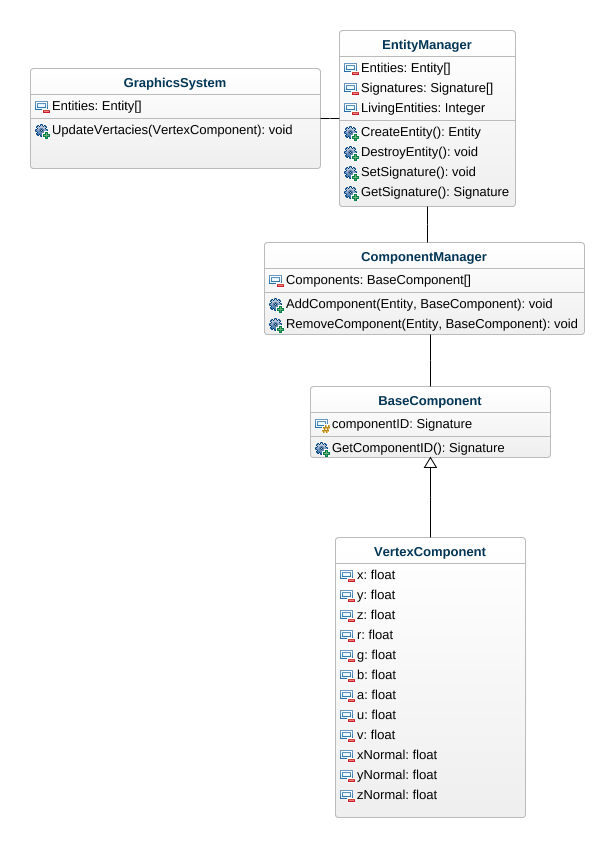 GraphicsSystem
Entities: Entity[]
UpdateVertacies(VertexComponent): void
EntityManager
Entities: Entity[]
Signatures: Signature[]
LivingEntities: Integer
CreateEntity(): Entity
DestroyEntity(): void
SetSignature(): void
GetSignature(): Signature
ComponentManager
Components: BaseComponent[]
AddComponent(Entity, BaseComponent): void
RemoveComponent(Entity, BaseComponent): void
BaseComponent
componentID: Signature
GetComponentID(): Signature
VertexComponent
x: float
y: float
z: float
r: float
g: float
b: float
a: float
u: float
v: float
xNormal: float
yNormal: float
zNormal: float